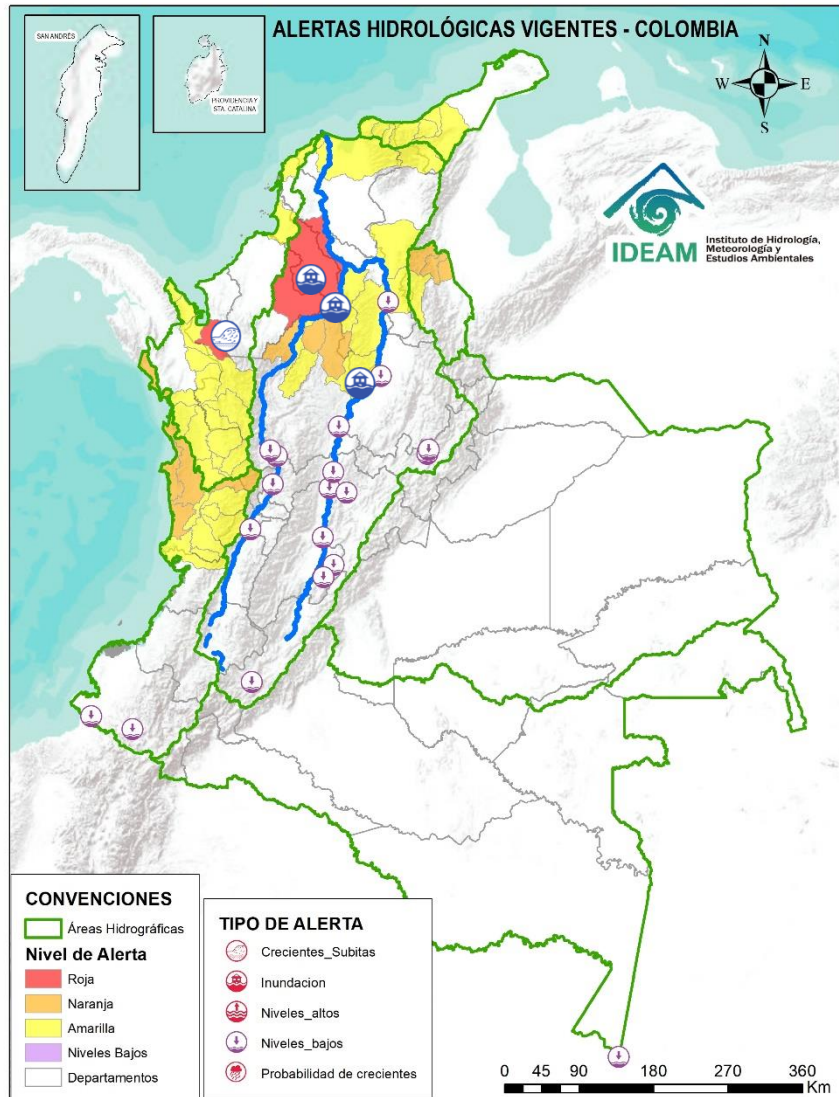 ALERTAS HIDROLÓGICAS VIGENTES - COLOMBIA
SAN ANDRÉS
PROVIDENCIA Y
STA. CATALINA
N
W
E
S
IDEAM
Instituto de Hidrología,
Meteorología y
Estudios Ambientales
CONVENCIONES
Áreas Hidrográficas
Nivel de Alerta
Roja
Naranja
Amarilla
Niveles Bajos
Departamentos
TIPO DE ALERTA
Crecientes_Subitas
Inundacion
Niveles_altos
Niveles_bajos
Probabilidad de crecientes
0 45 90 180 270 360
Km